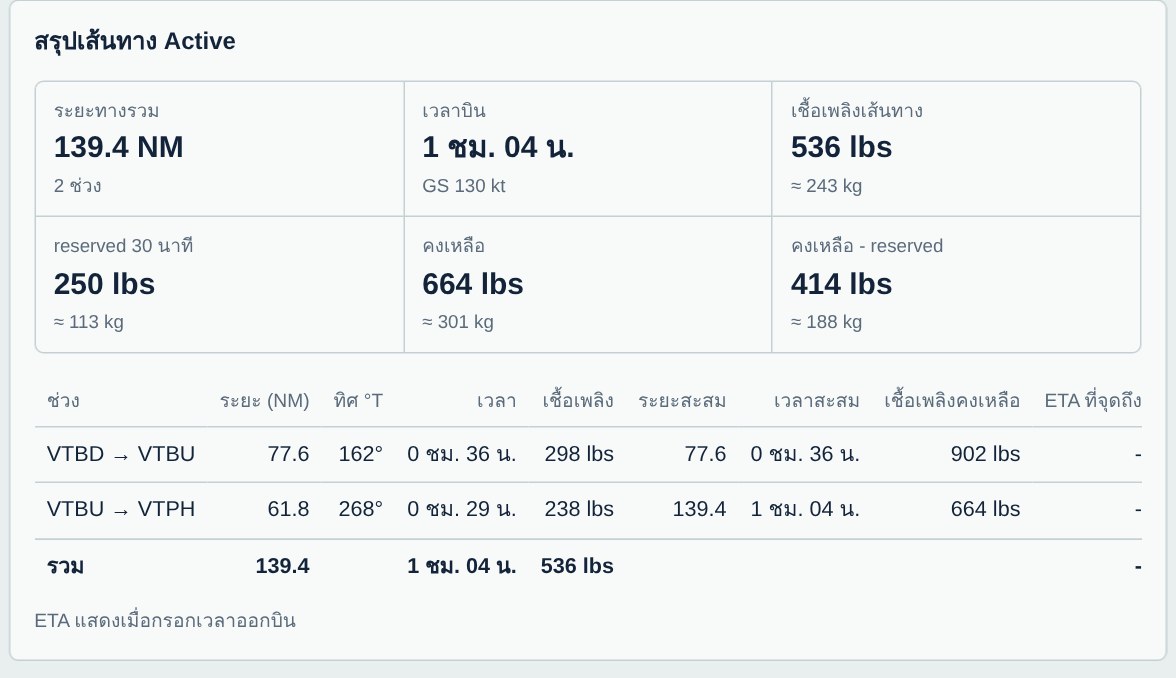 สรุปเส้นทาง Active
ระยะทางรวม
139.4 NM
2 ช่วง
เวลาบิน
1 ชม. 04 น.
GS 130 kt
เชื้อเพลิงเส้นทาง
536 lbs
≈ 243 kg
reserved 30 นาที
250 lbs
≈ 113 kg
คงเหลือ
664 lbs
≈ 301 kg
คงเหลือ - reserved
414 lbs
≈ 188 kg
ช่วง ระยะ (NM) ทิศ °T เวลา เชื้อเพลิง ระยะสะสม เวลาสะสม เชื้อเพลิงคงเหลือ ETA ที่จุดถึง
VTBD → VTBU 77.6 162° 0 ชม. 36 น. 298 lbs 77.6 0 ชม. 36 น. 902 lbs -
VTBU → VTPH 61.8 268° 0 ชม. 29 น. 238 lbs 139.4 1 ชม. 04 น. 664 lbs -
รวม 139.4 1 ชม. 04 น. 536 lbs -
ETA แสดงเมื่อกรอกเวลาออกบิน